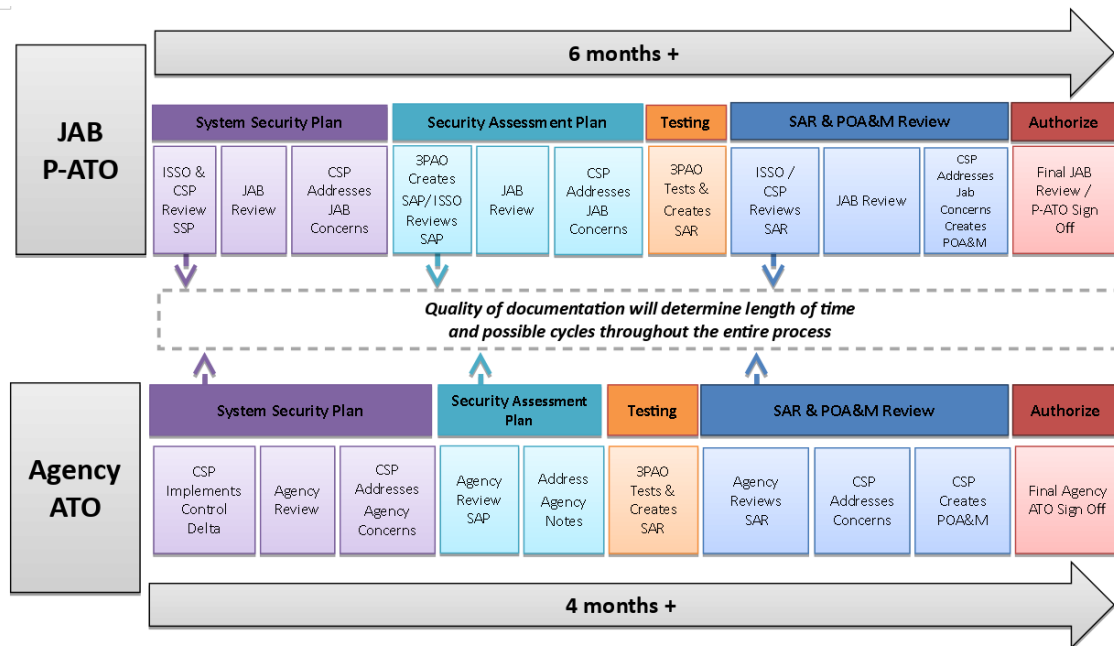 6 months +
JAB
P-ATO
System Security Plan
Security Assessment Plan
Testing
SAR & POA&M Review
Authorize
ISSO &
CSP
Review
SSP
JAB
Review
CSP
Addresses
JAB
Concerns
3PAO
Creates
SAP/ISSO
Reviews
SAP
JAB
Review
CSP
Addresses
JAB
Concerns
3PAO
Tests &
Creates
SAR
ISSO /
CSP
Reviews
SAR
JAB Review
CSP
Addresses
Jab
Concerns
Creates
POA&M
Final JAB
Review /
P-ATO Sign
Off
Quality of documentation will determine length of time
and possible cycles throughout the entire process
Agency
ATO
System Security Plan
Security Assessment
Plan
Testing
SAR & POA&M Review
Authorize
CSP
Implements
Control
Delta
Agency
Review
CSP
Addresses
Agency
Concerns
Agency
Review
SAP
Address
Agency
Notes
3PAO
Tests &
Creates
SAR
Agency
Reviews
SAR
CSP
Addresses
Concerns
CSP
Creates
POA&M
Final Agency
ATO Sign Off
4 months +